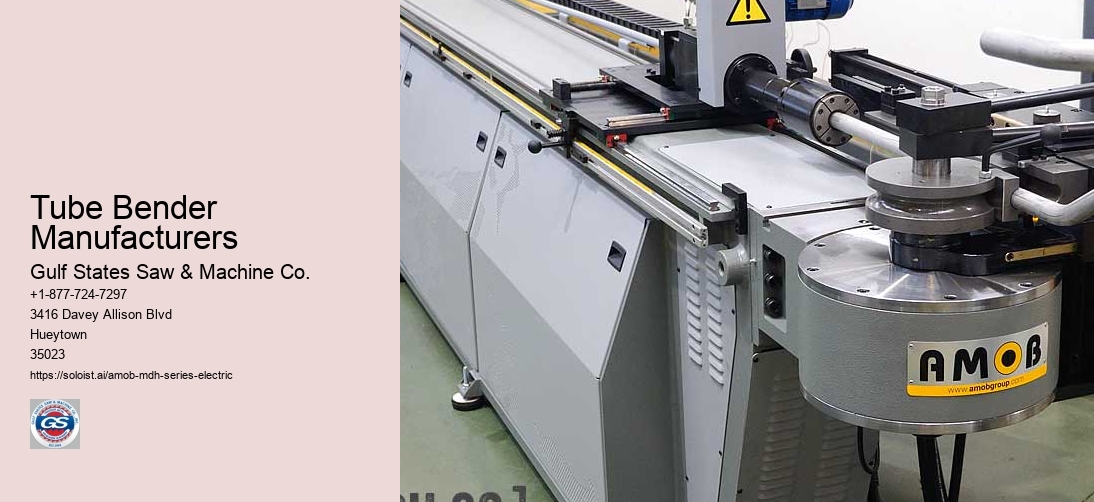 Tube Bender
Manufacturers
Gulf States Saw & Machine Co.
+1-877-724-7297
3416 Davey Allison Blvd
Hueytown
35023
https://soloist.ai/amob-mdh-series-electric
GS
AMOB
www.amobgroup.com